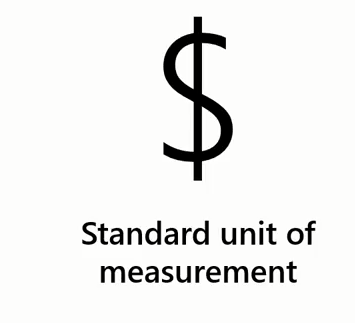 $
Standard unit of
measurement